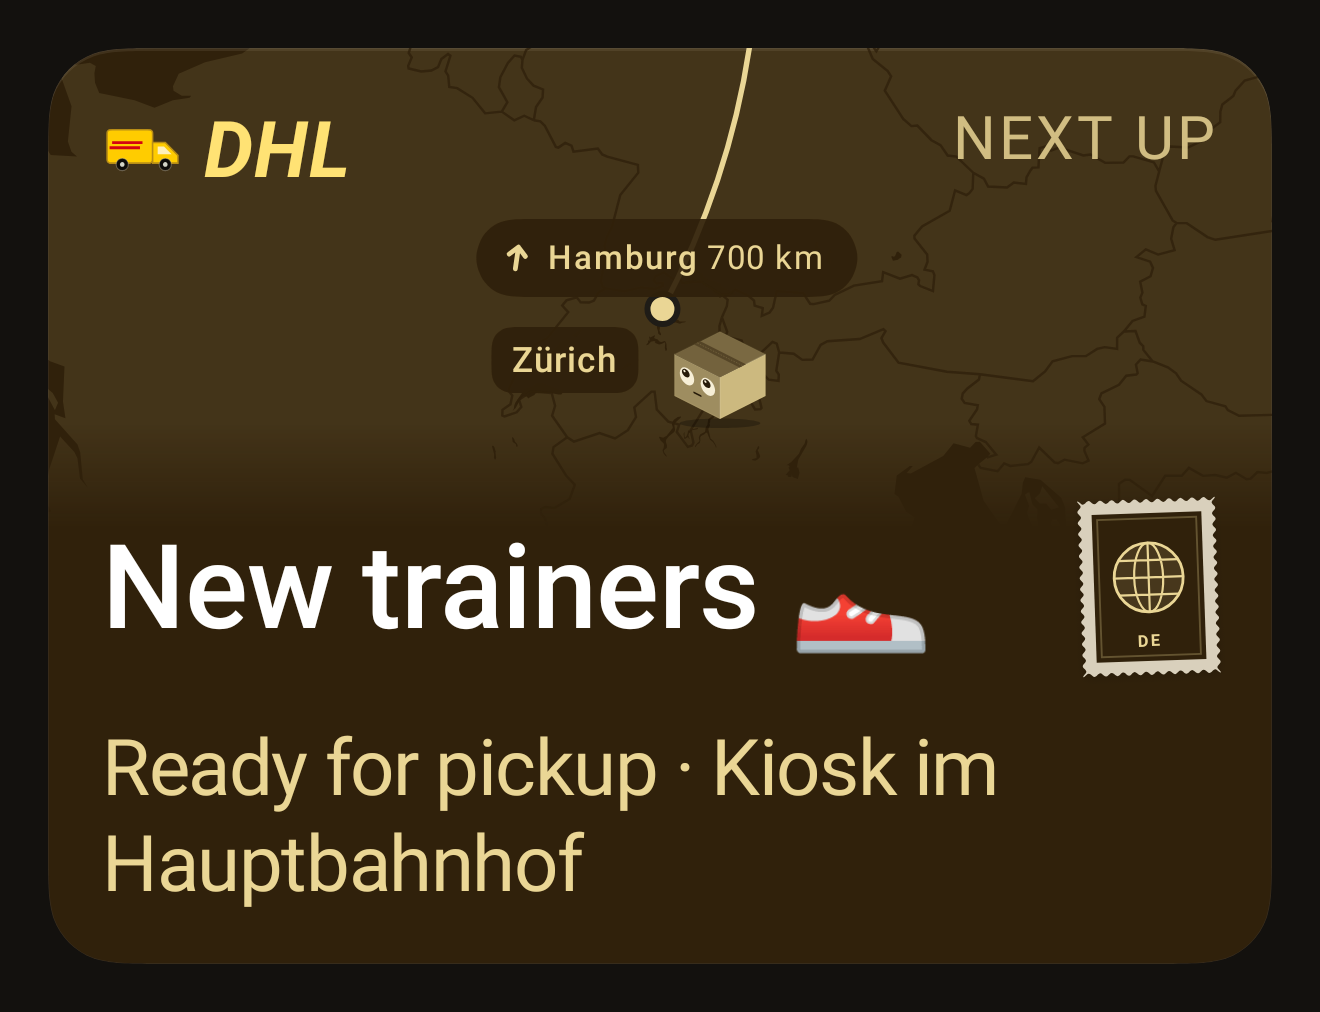 DHL
NEXT UP
Hamburg 700 km
Zürich
New trainers
DE
Ready for pickup · Kiosk im
Hauptbahnhof